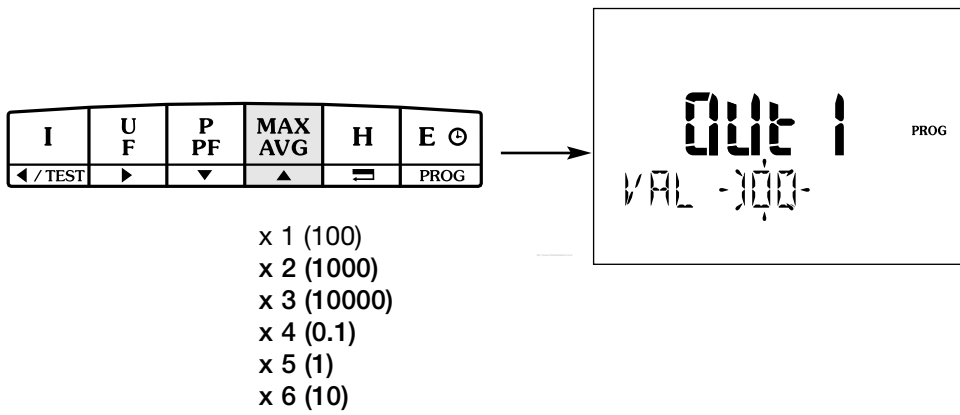 I U F P PF MAX AVG H E
/ TEST PROG
OUt 1 PROG
VAL 100
x 1 (100)
x 2 (1000)
x 3 (10000)
x 4 (0.1)
x 5 (1)
x 6 (10)